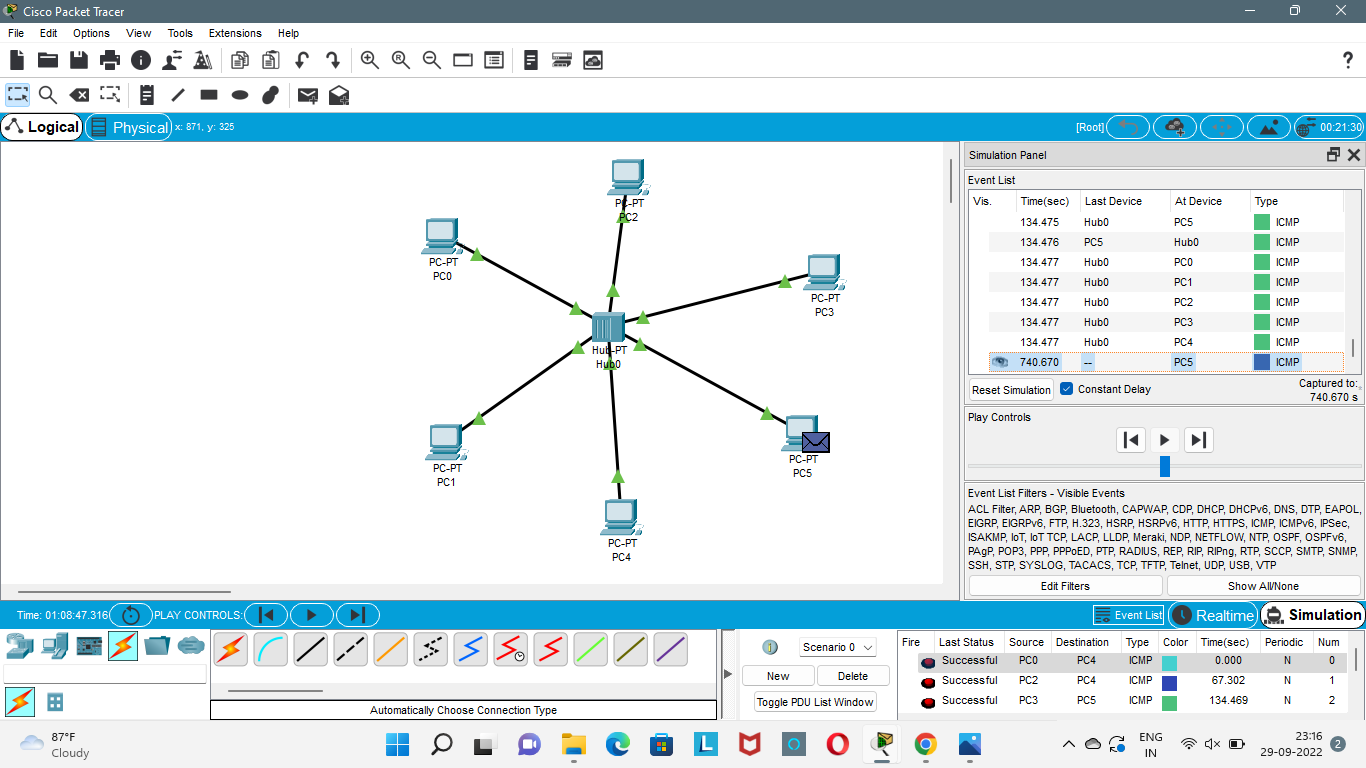 Cisco Packet Tracer
File Edit Options View Tools Extensions Help
Logical Physical x: 871, y: 325 [Root] 00:21:30
PC-PT
PC2
PC-PT
PC0
PC-PT
PC3
Hub-PT
Hub0
PC-PT
PC1
PC-PT
PC5
PC-PT
PC4
Simulation Panel
Event List
Vis. Time(sec) Last Device At Device Type
134.475 Hub0 PC5 ICMP
134.476 PC5 Hub0 ICMP
134.477 Hub0 PC0 ICMP
134.477 Hub0 PC1 ICMP
134.477 Hub0 PC2 ICMP
134.477 Hub0 PC3 ICMP
134.477 Hub0 PC4 ICMP
740.670 -- PC5 ICMP
Reset Simulation Constant Delay Captured to:
740.670 s
Play Controls
Event List Filters - Visible Events
ACL Filter, ARP, BGP, Bluetooth, CAPWAP, CDP, DHCP, DHCPv6, DNS, DTP, EAPOL,
EIGRP, EIGRPv6, FTP, H.323, HSRP, HSRPv6, HTTP, HTTPS, ICMP, ICMPv6, IPSec,
ISAKMP, IoT, IoT TCP, LACP, LLDP, Meraki, NDP, NETFLOW, NTP, OSPF, OSPFv6,
PAgP, POP3, PPP, PPPoED, PTP, RADIUS, REP, RIP, RIPng, RTP, SCCP, SMTP, SNMP,
SSH, STP, SYSLOG, TACACS, TCP, TFTP, Telnet, UDP, USB, VTP
Edit Filters Show All/None
Time: 01:08:47.316 PLAY CONTROLS: Event List Realtime Simulation
Automatically Choose Connection Type
Scenario 0
New Delete
Toggle PDU List Window
Fire Last Status Source Destination Type Color Time(sec) Periodic Num
Successful PC0 PC4 ICMP 0.000 N 0
Successful PC2 PC4 ICMP 67.302 N 1
Successful PC3 PC5 ICMP 134.469 N 2
87°F
Cloudy
ENG
IN
23:16
29-09-2022
2